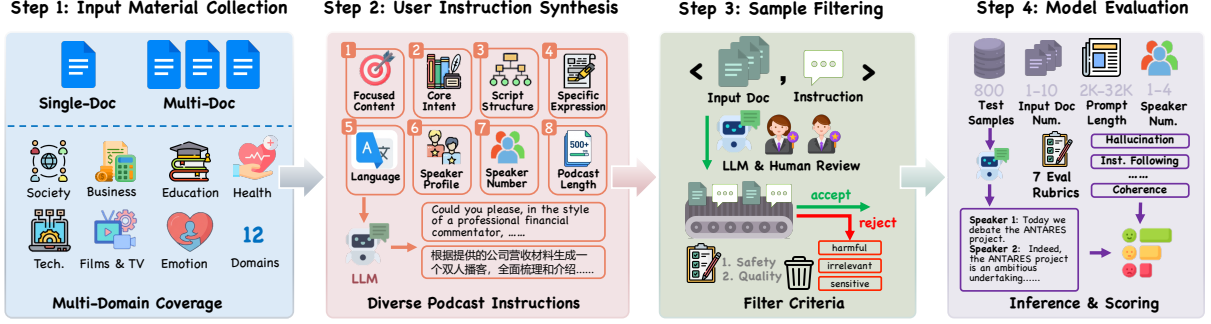 Step 1: Input Material Collection
Single-Doc
Multi-Doc
Society
Business
Education
Health
Tech.
Films & TV
Emotion
12
Domains
Multi-Domain Coverage
Step 2: User Instruction Synthesis
1
Focused
Content
2
Core
Intent
3
Script
Structure
4
Specific
Expression
5
A
文
Language
6
Speaker
Profile
7
Speaker
Number
8
500+
Podcast
Length
LLM
Could you please, in the style
of a professional financial
commentator, ......
根据提供的公司营收材料生成一
个双人播客，全面梳理和介绍......
Diverse Podcast Instructions
Step 3: Sample Filtering
< , >
Input Doc
Instruction
LLM & Human Review
accept
reject
1. Safety
2. Quality
harmful
irrelevant
sensitive
Filter Criteria
Step 4: Model Evaluation
800
Test
Samples
1-10
Input Doc
Num.
2K-32K
Prompt
Length
1-4
Speaker
Num.
7 Eval
Rubrics
Hallucination
Inst. Following
......
Coherence
Speaker 1: Today we
debate the ANTARES
project.
Speaker 2: Indeed,
the ANTARES project
is an ambitious
undertaking......
Inference & Scoring